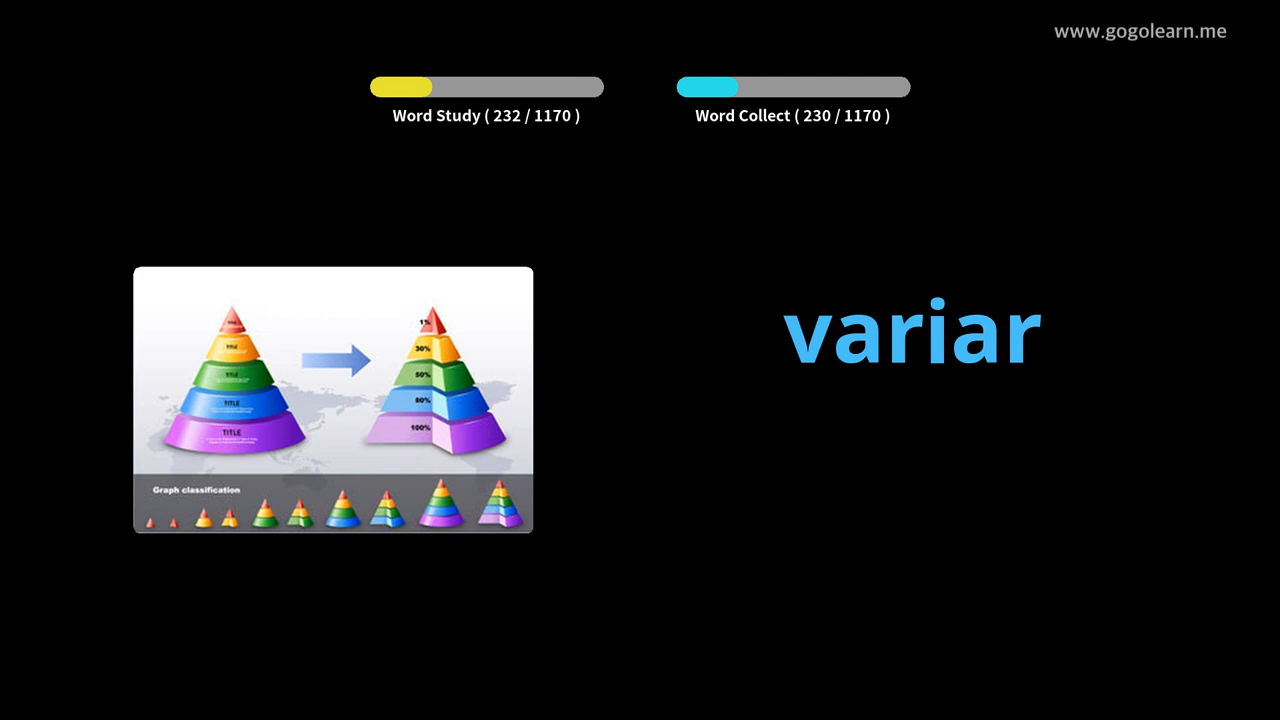 www.gogolearn.me
Word Study ( 232 / 1170 )
Word Collect ( 230 / 1170 )
variar
TITLE
TITLE
TITLE
TITLE
1%
30%
50%
80%
100%
Graph classification